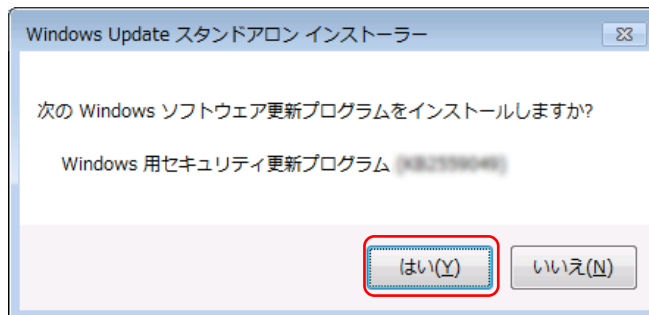 Windows Update スタンドアロン インストーラー
次の Windows ソフトウェア更新プログラムをインストールしますか?
Windows 用セキュリティ更新プログラム
はい(Y)
いいえ(N)